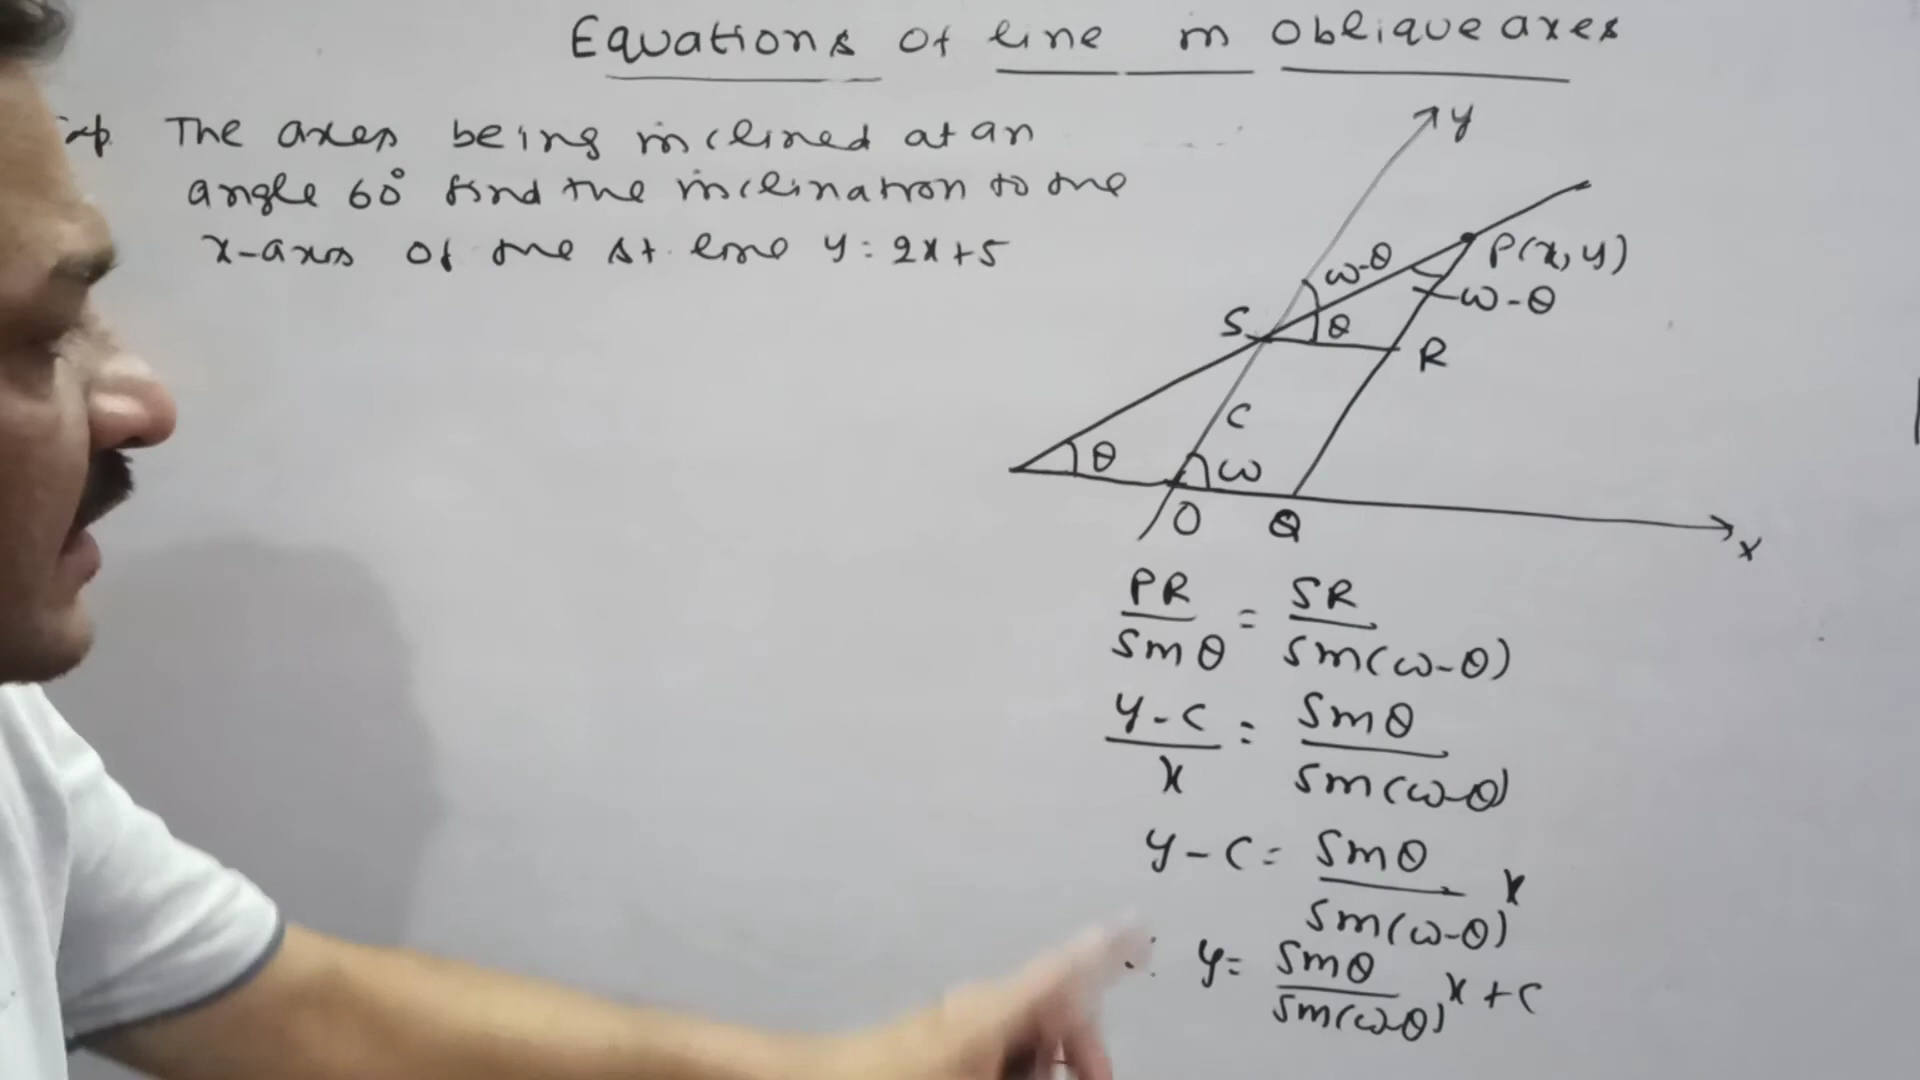 Equations of line in oblique axes
The axes being inclined at an
angle 60° find the inclination to the
x-axis of the st. line y = 2x+5
y
P(x, y)
ω-θ
ω-θ
S
θ
R
C
θ
ω
O
Q
x
PR/sinθ = SR/sin(ω-θ)
y-c/x = sinθ/sin(ω-θ)
y-c = sinθ/sin(ω-θ) x
∴ y = sinθ/sin(ω-θ) x+c